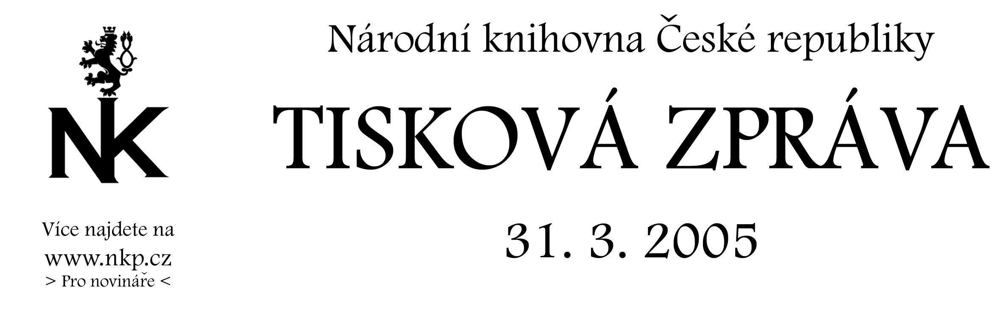 Národní knihovna České republiky
TISKOVÁ ZPRÁVA
31. 3. 2005
NK
Více najdete na
www.nkp.cz
> Pro novináře <